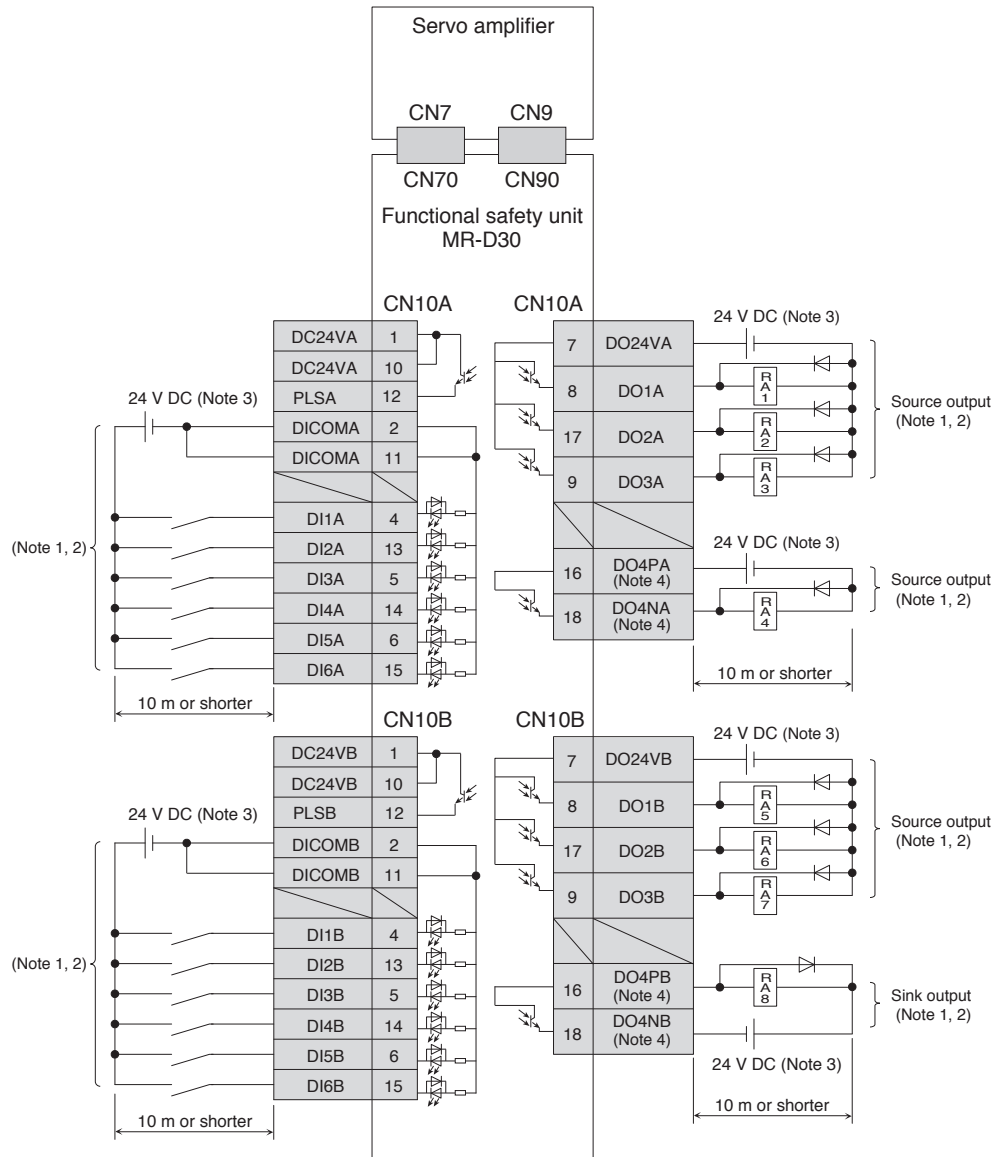 Servo amplifier
CN7 CN9
CN70 CN90
Functional safety unit
MR-D30
CN10A
DC24VA 1
DC24VA 10
PLSA 12
24 V DC (Note 3)
DICOMA 2
DICOMA 11
DI1A 4
(Note 1, 2)
DI2A 13
DI3A 5
DI4A 14
DI5A 6
DI6A 15
10 m or shorter
CN10A
24 V DC (Note 3)
7 DO24VA
8 DO1A
RA1
Source output
(Note 1, 2)
17 DO2A
RA2
9 DO3A
RA3
24 V DC (Note 3)
16 DO4PA
(Note 4)
Source output
(Note 1, 2)
18 DO4NA
(Note 4)
RA4
10 m or shorter
CN10B
DC24VB 1
DC24VB 10
PLSB 12
24 V DC (Note 3)
DICOMB 2
DICOMB 11
DI1B 4
(Note 1, 2)
DI2B 13
DI3B 5
DI4B 14
DI5B 6
DI6B 15
10 m or shorter
CN10B
24 V DC (Note 3)
7 DO24VB
8 DO1B
RA5
Source output
(Note 1, 2)
17 DO2B
RA6
9 DO3B
RA7
16 DO4PB
(Note 4)
RA8
Sink output
(Note 1, 2)
18 DO4NB
(Note 4)
24 V DC (Note 3)
10 m or shorter